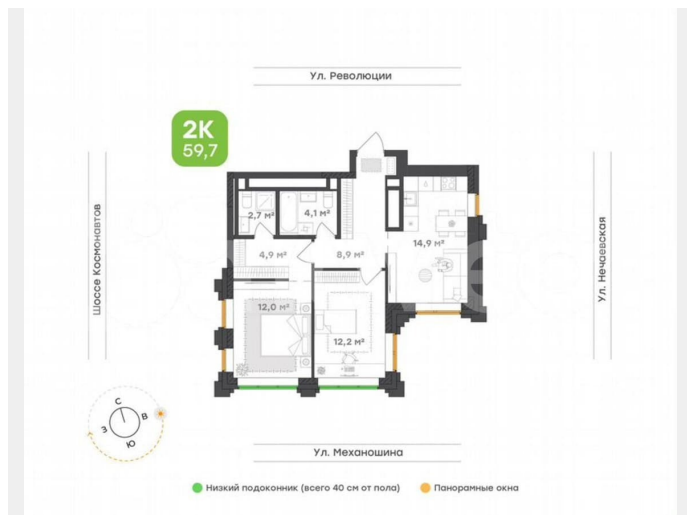 Ул. Революции
2К
59,7
2,7 м²
4,1 м²
4,9 м²
8,9 м²
14,9 м²
12,0 м²
12,2 м²
Шоссе Космонавтов
Ул. Нечаевская
С
В
З
Ю
Ул. Механошина
Низкий подоконник (всего 40 см от пола)
Панорамные окна